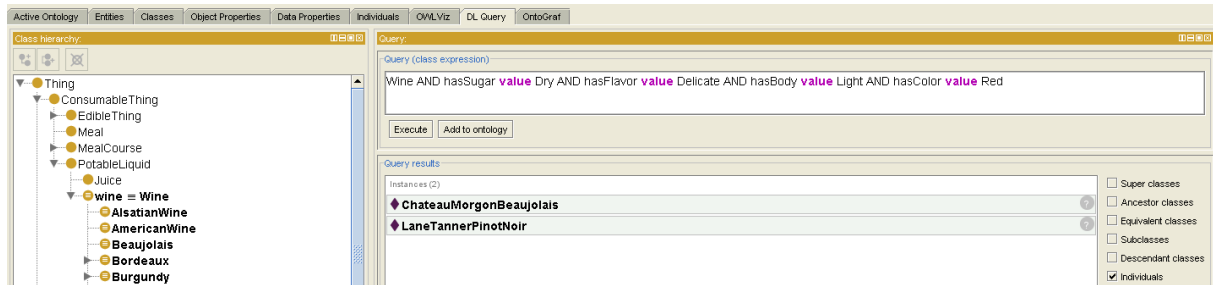 Active Ontology Entities Classes Object Properties Data Properties Individuals OWLViz DL Query OntoGraf
Class hierarchy:
Thing
ConsumableThing
EdibleThing
Meal
MealCourse
PotableLiquid
Juice
wine ≡ Wine
AlsatianWine
AmericanWine
Beaujolais
Bordeaux
Burgundy
Query:
Query (class expression)
Wine AND hasSugar value Dry AND hasFlavor value Delicate AND hasBody value Light AND hasColor value Red
Execute Add to ontology
Query results
Instances (2)
ChateauMorgonBeaujolais
LaneTannerPinotNoir
Super classes
Ancestor classes
Equivalent classes
Subclasses
Descendant classes
Individuals